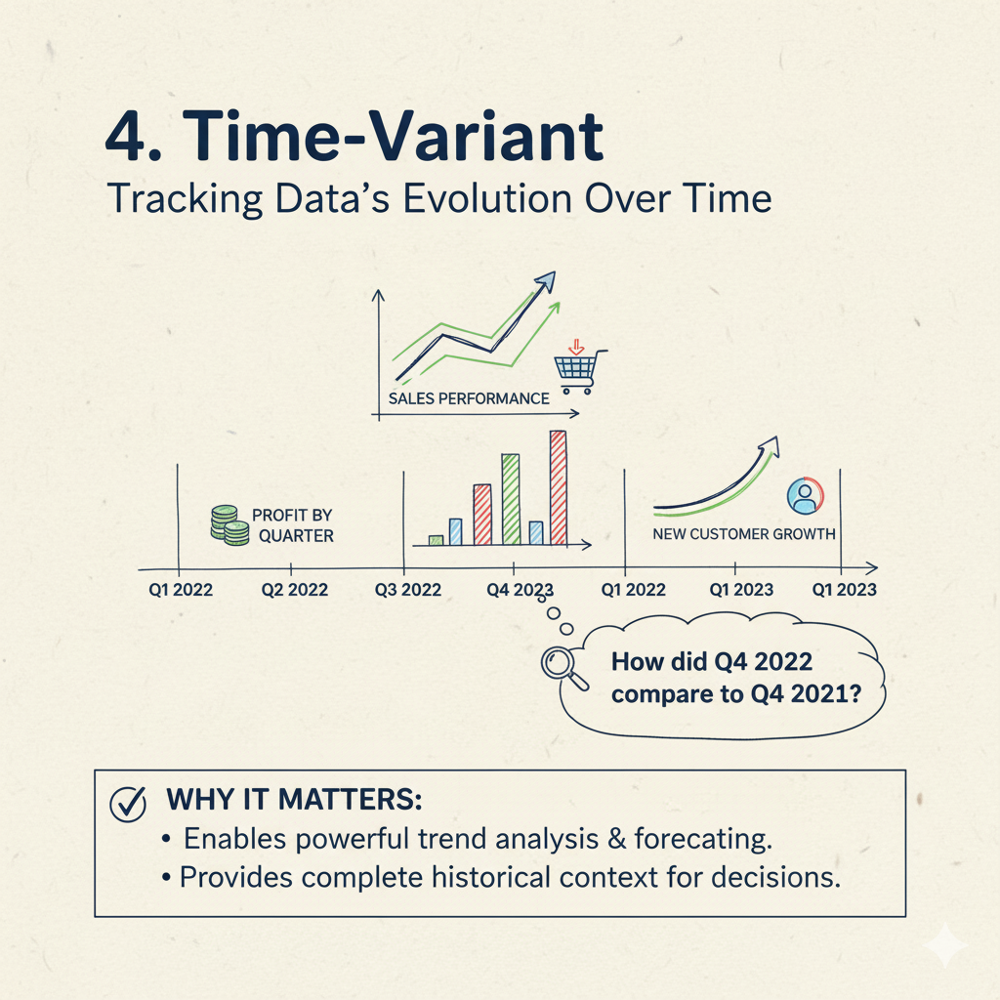 4. Time-Variant
Tracking Data's Evolution Over Time
SALES PERFORMANCE
PROFIT BY
QUARTER
NEW CUSTOMER GROWTH
Q1 2022 Q2 2022 Q3 2022 Q4 2023 Q1 2022 Q1 2023 Q1 2023
How did Q4 2022
compare to Q4 2021?
WHY IT MATTERS:
• Enables powerful trend analysis & forecating.
• Provides complete historical context for decisions.